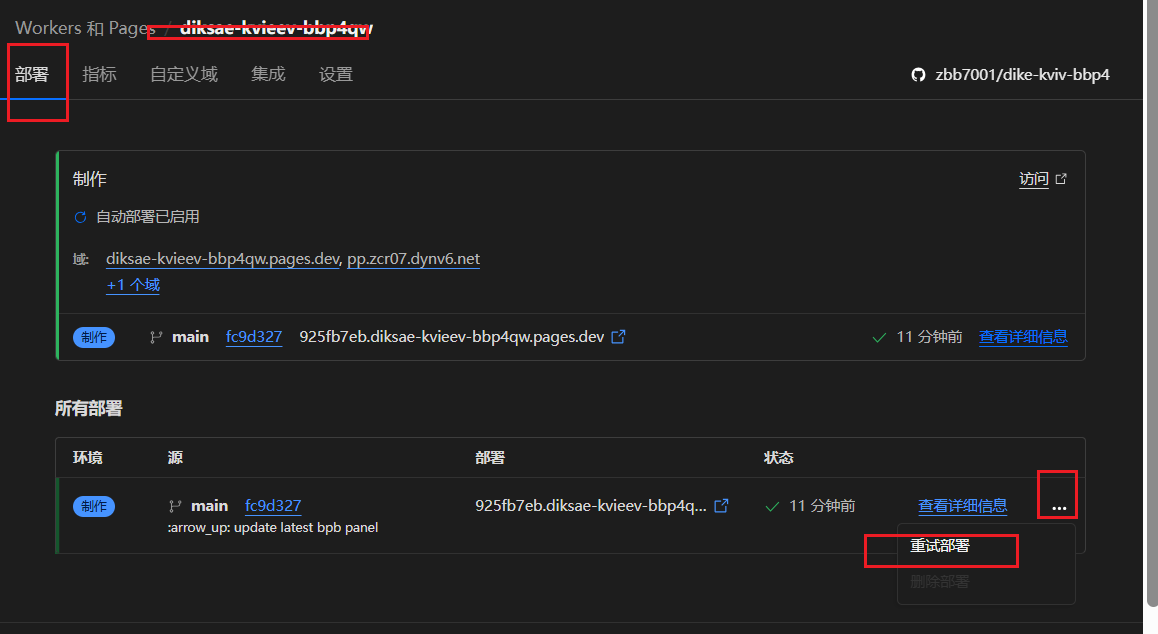 Workers 和 Pages / diksae-kvieev-bbp4qw
部署 指标 自定义域 集成 设置 zbb7001/dike-kviv-bbp4
制作 访问
自动部署已启用
域: diksae-kvieev-bbp4qw.pages.dev, pp.zcr07.dynv6.net
+1 个域
制作 main fc9d327 925fb7eb.diksae-kvieev-bbp4qw.pages.dev 11 分钟前 查看详细信息
所有部署
环境 源 部署 状态
制作 main fc9d327 925fb7eb.diksae-kvieev-bbp4q... 11 分钟前 查看详细信息 ...
:arrow_up: update latest bpb panel
重试部署
删除部署